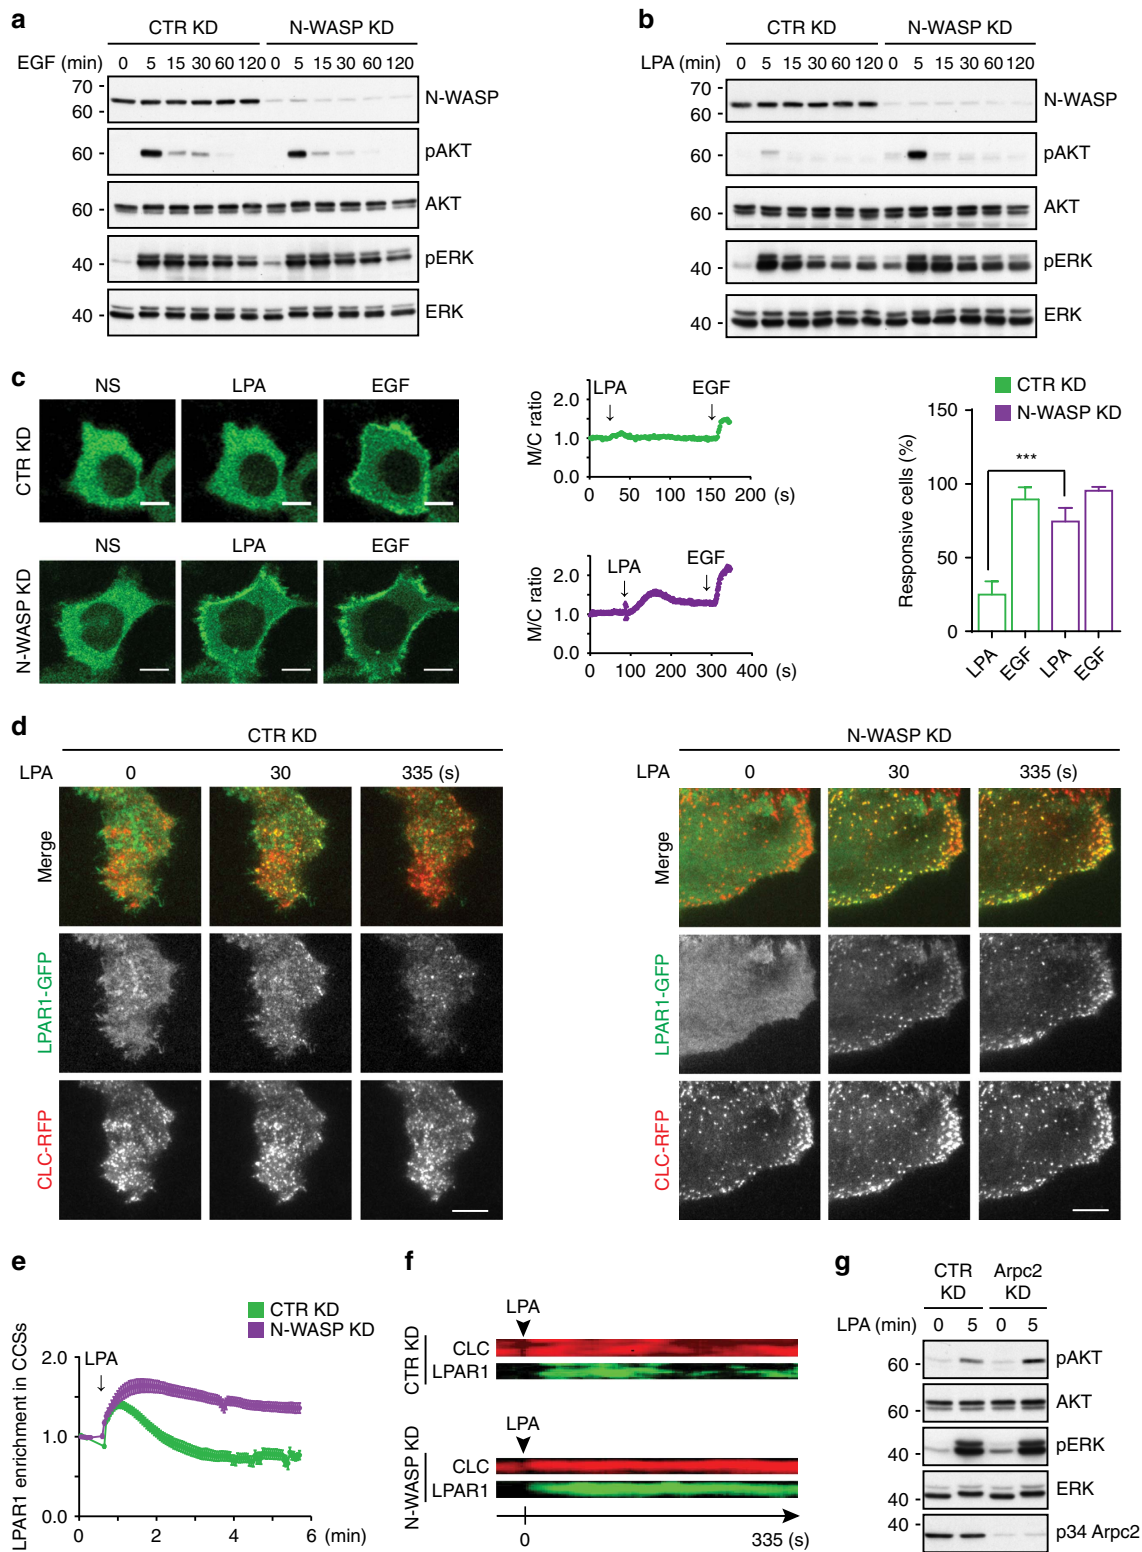 a
CTR KD N-WASP KD
EGF (min) 0 5 15 30 60 120 0 5 15 30 60 120
70 -
60 -
N-WASP
60 -
pAKT
60 -
AKT
40 -
pERK
40 -
ERK
b
CTR KD N-WASP KD
LPA (min) 0 5 15 30 60 120 0 5 15 30 60 120
70 -
60 -
N-WASP
60 -
pAKT
60 -
AKT
40 -
pERK
40 -
ERK
c
NS LPA EGF
CTR KD
NS LPA EGF
N-WASP KD
M/C ratio
2.0
1.0
0.0
LPA ↓
EGF ↓
0 50 100 150 200 (s)
M/C ratio
2.0
1.0
0.0
LPA ↓
EGF ↓
0 100 200 300 400 (s)
CTR KD
N-WASP KD
Responsive cells (%)
150
100
50
0
***
LPA EGF LPA EGF
d
CTR KD
LPA 0 30 335 (s)
Merge
LPAR1-GFP
CLC-RFP
N-WASP KD
LPA 0 30 335 (s)
Merge
LPAR1-GFP
CLC-RFP
e
CTR KD
N-WASP KD
LPAR1 enrichment in CCSs
2.0
1.0
0.0
LPA
↓
0 2 4 6 (min)
f
LPA
CTR KD
CLC
LPAR1
LPA
N-WASP KD
CLC
LPAR1
0 335 (s)
g
CTR KD
Arpc2 KD
LPA (min) 0 5 0 5
60 -
pAKT
60 -
AKT
40 -
pERK
40 -
ERK
40 -
p34 Arpc2